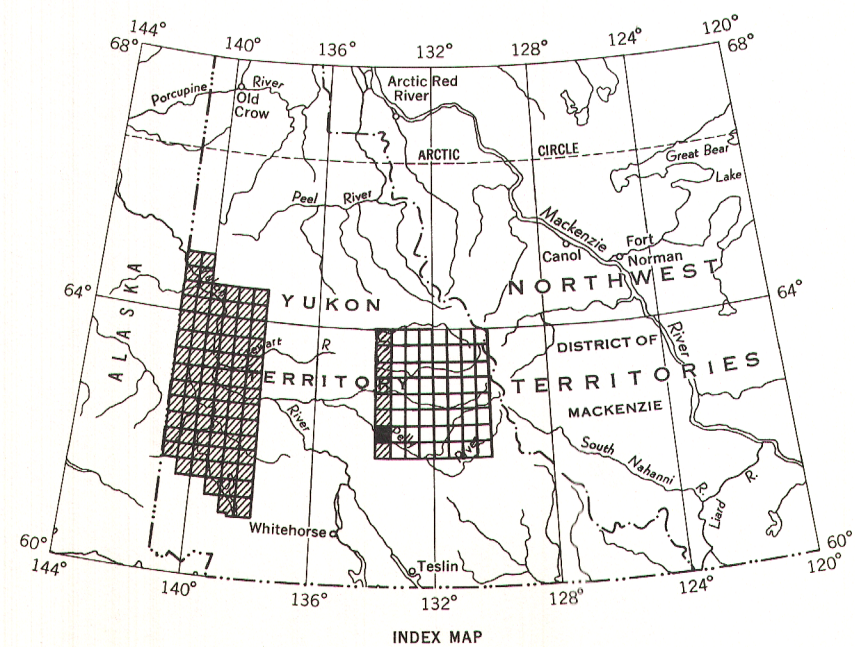 144°
140°
136°
132°
128°
124°
120°
68°
68°
Porcupine River
Old
Crow
Arctic Red
River
ARCTIC CIRCLE
Great Bear
Lake
Peel River
Mackenzie
Canol
Fort
Norman
NORTHWEST
64°
64°
YUKON
ALASKA
R
DISTRICT OF
River
TERRITORY
TERRITORIES
MACKENZIE
River
Pelly
River
South Nahanni R.
Liard R.
Whitehorse
Teslin
60°
60°
144°
140°
136°
132°
128°
124°
120°
INDEX MAP